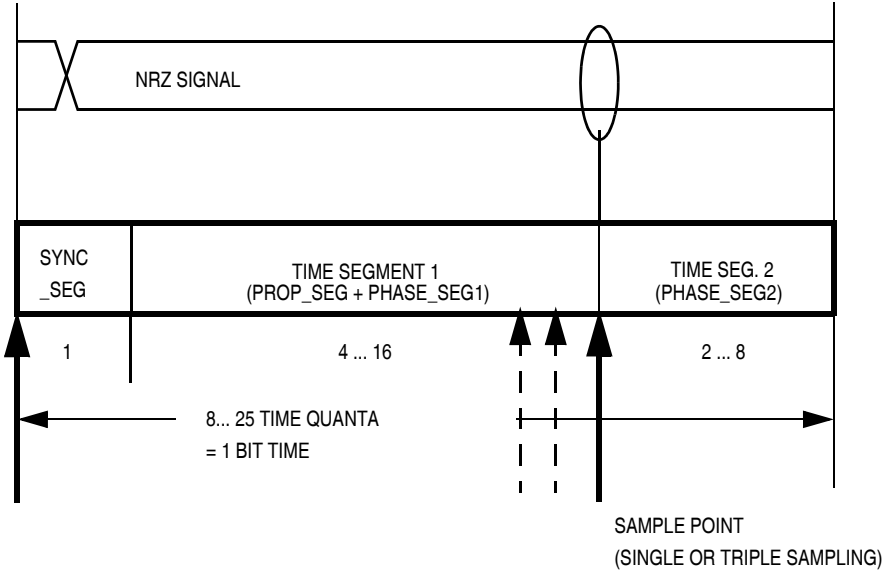 NRZ SIGNAL
SYNC
_SEG
TIME SEGMENT 1
(PROP_SEG + PHASE_SEG1)
TIME SEG. 2
(PHASE_SEG2)
1
4 ... 16
2 ... 8
8... 25 TIME QUANTA
= 1 BIT TIME
SAMPLE POINT
(SINGLE OR TRIPLE SAMPLING)